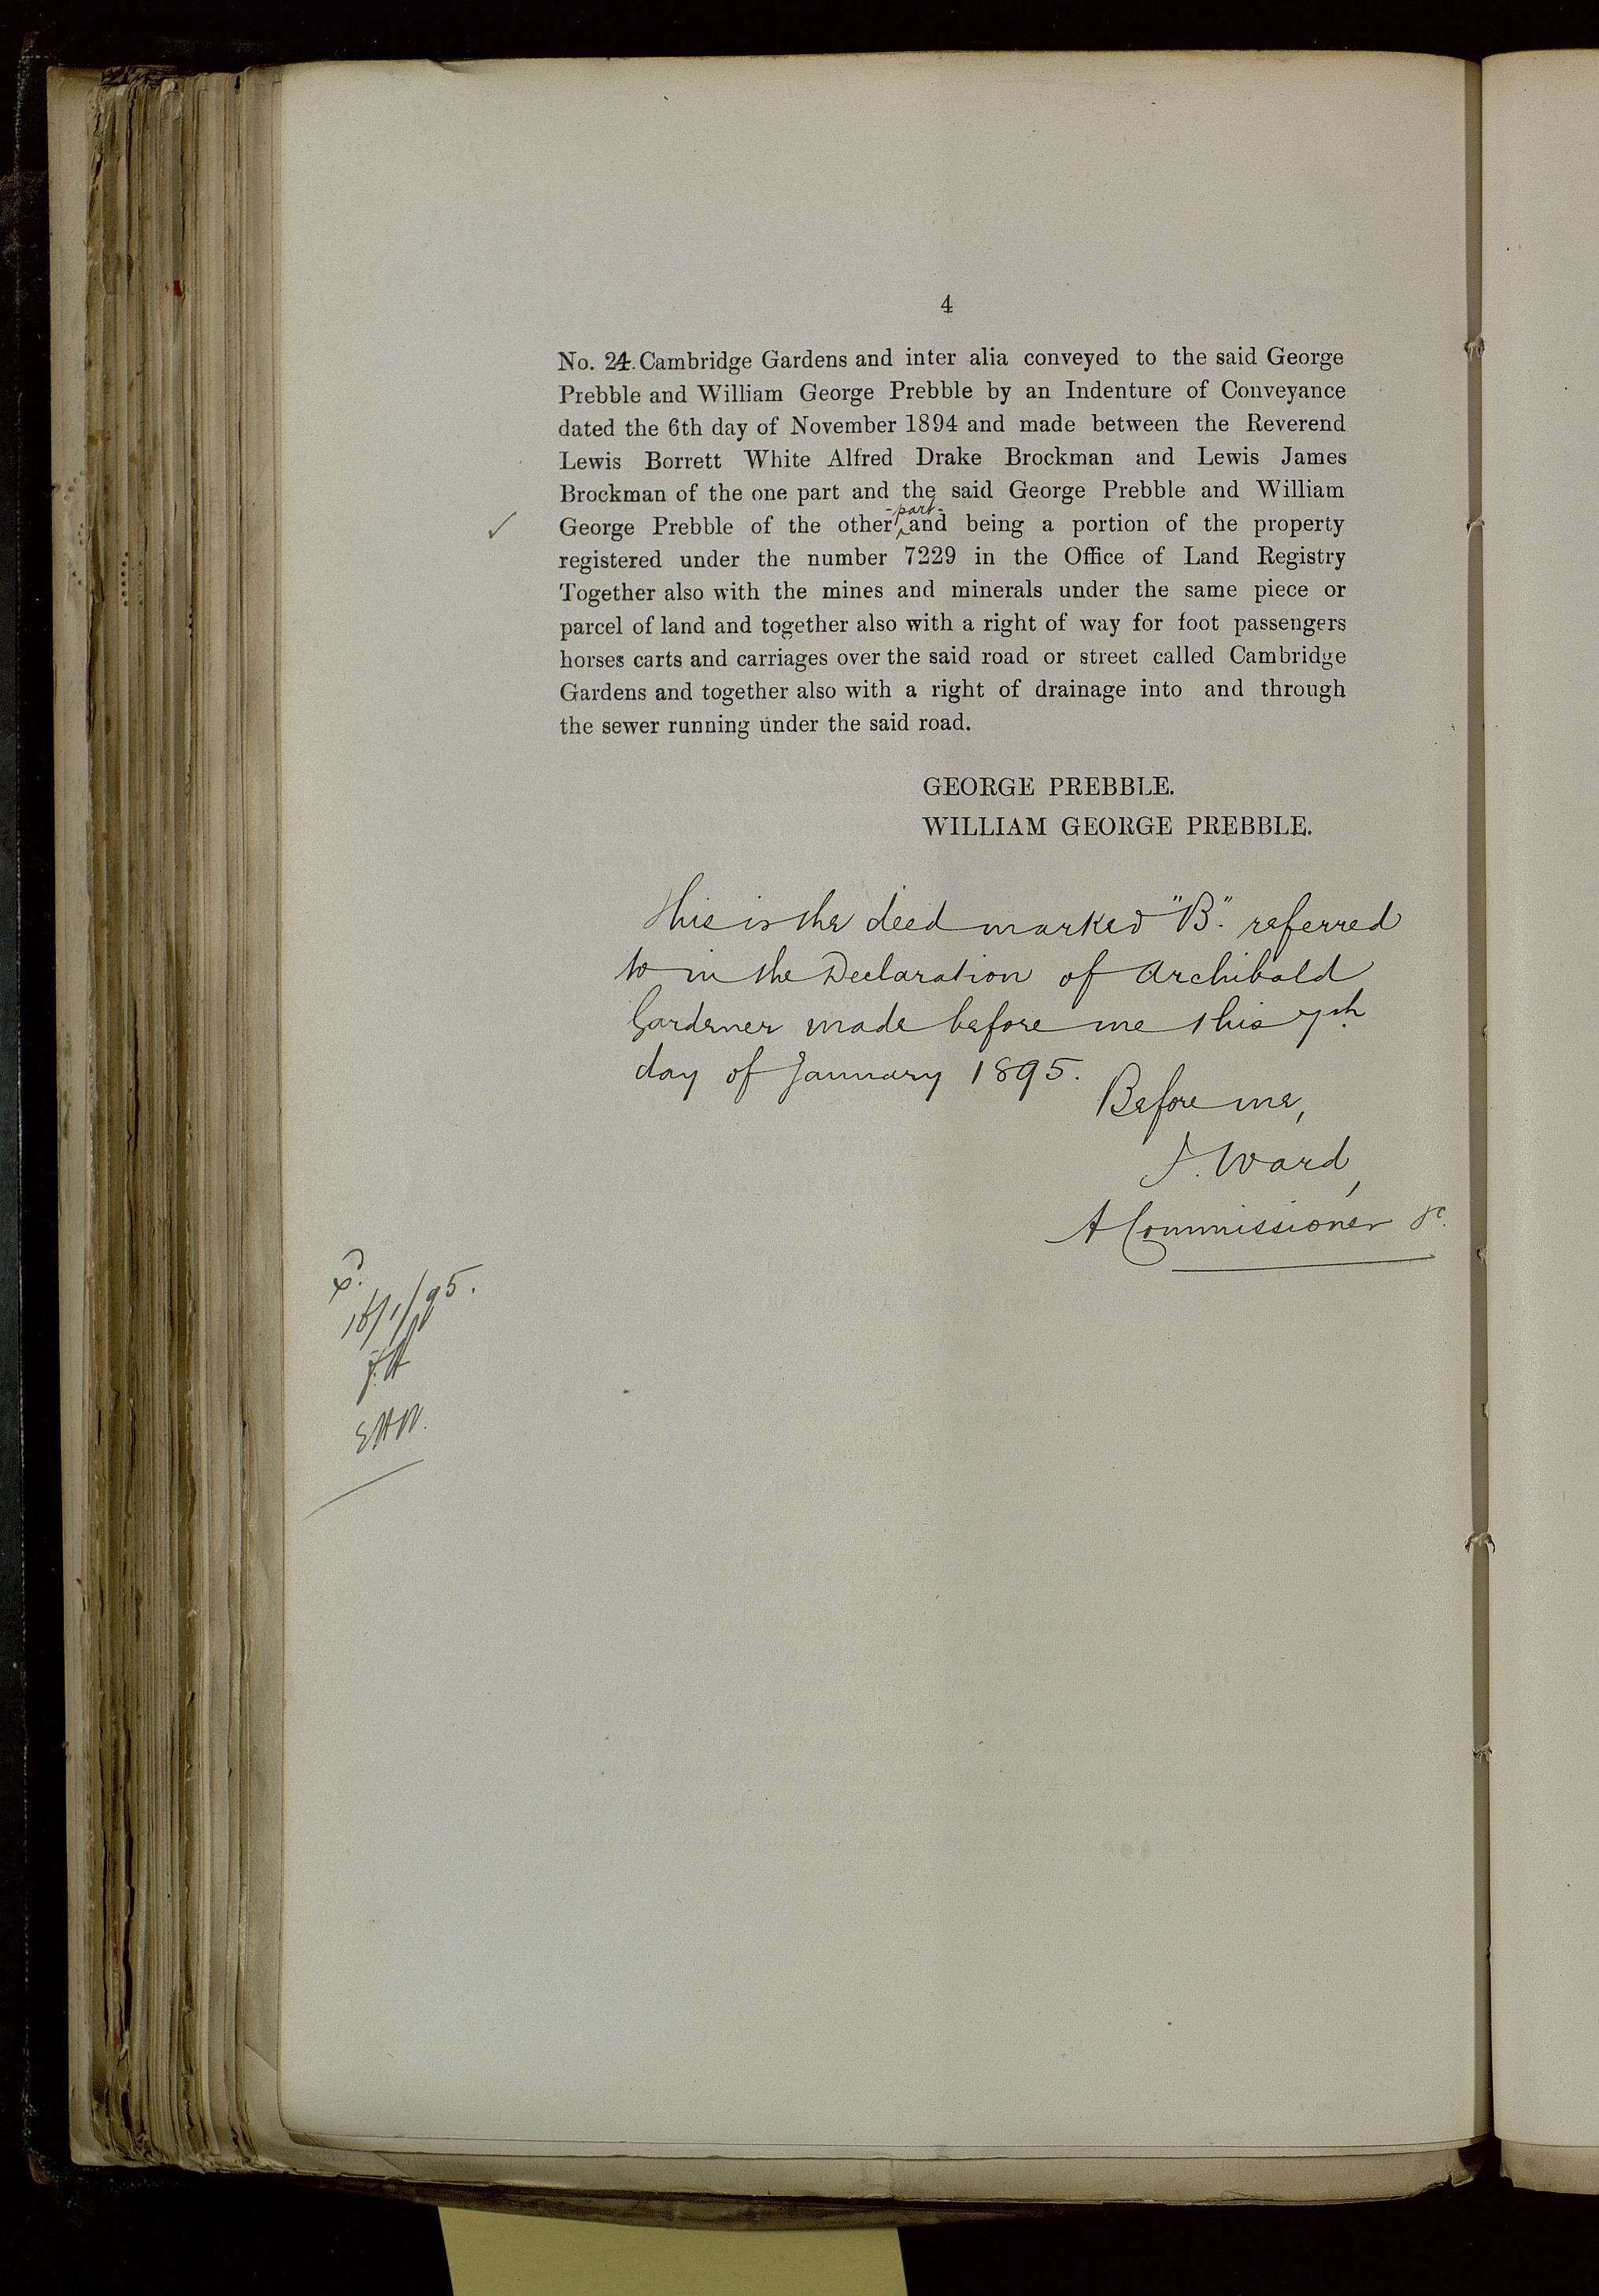 4
No. 24. Cambridge Gardens and inter alia conveyed to the said George
Prebble and William George Prebble by an Indenture of Conveyance
dated the 6th day of November 1894 and made between the Reverend
Lewis Borrett White Alfred Drake Brockman and Lewis James
Brockman of the one part and the said George Prebble and William
-part-
George Prebble of the other and being a portion of the property
registered under the number 7229 in the Office of Land Registry
Together also with the mines and minerals under the same piece or
parcel of land and together also with a right of way for foot passengers
horses carts and carriages over the said road or street called Cambridge
Gardens and together also with a right of drainage into and through
the sewer running under the said road.
GEORGE PREBBLE.
WILLIAM GEORGE PREBBLE.
This is the deed marked "B". referred
to in the Declaration of Archibald
Gardener made before me this 7th
day of January 1895.
Before me,
J. Ward,
A Commissioner &c.